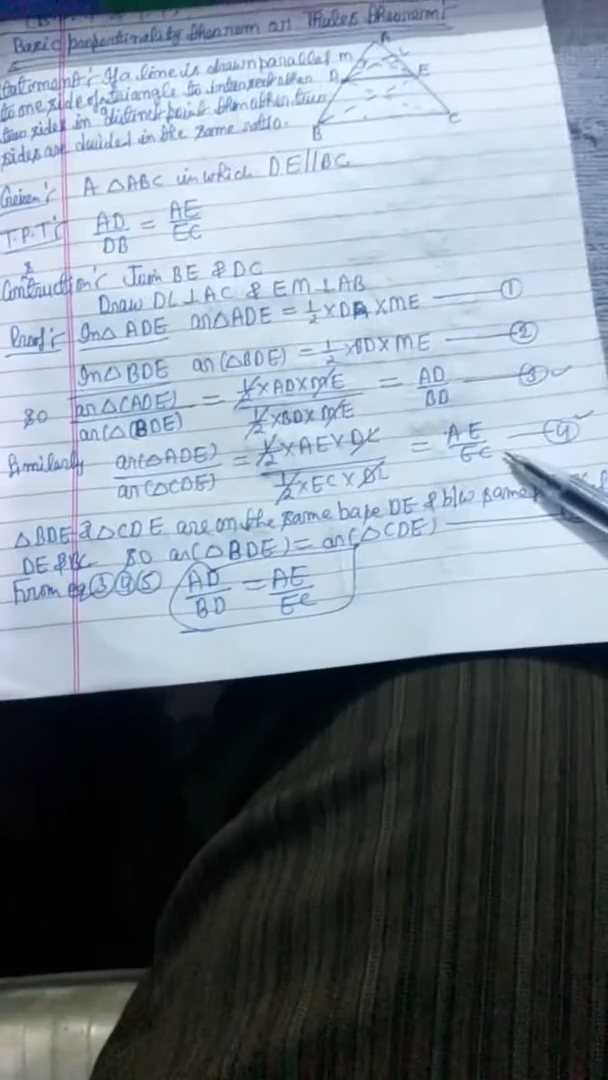 Basic proportionality theorem or Thales theorem:
Statement: If a line is drawn parallel
to one side of a triangle to intersect other
two sides in distinct point then other two
sides are divided in the same ratio.
A
M L
D E
B C
Given: A △ABC in which DE||BC
T.P.T: AD/DB = AE/EC
Contruction: Join BE & DC
Draw DL⊥AC & EM⊥AB
Proof: In△ ADE ar△ADE = 1/2 × DA × ME — ①
In△ BDE ar(△BDE) = 1/2 × BD × ME — ②
So ar△(ADE)/ar△(BDE) = 1/2×AD×ME / 1/2×BD×ME = AD/BD — ③
Similarly ar(△ADE)/ar(△CDE) = 1/2×AE×DL / 1/2×EC×DL = AE/EC — ④
△BDE & △CDE are on the same base DE & b/w same
DE & BC So ar(△BDE) = ar(△CDE)
From eq ③ ④ ⑤ AD/BD = AE/EC